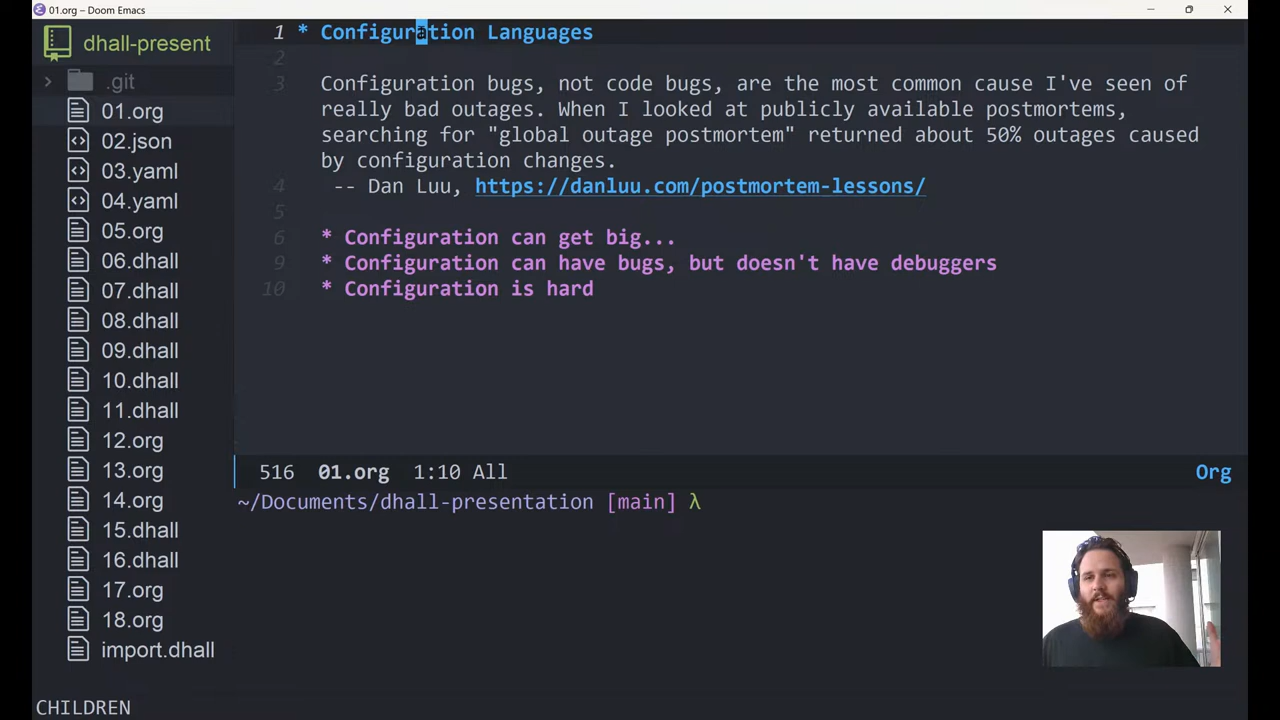 01.org – Doom Emacs
dhall-present
.git
01.org
02.json
03.yaml
04.yaml
05.org
06.dhall
07.dhall
08.dhall
09.dhall
10.dhall
11.dhall
12.org
13.org
14.org
15.dhall
16.dhall
17.org
18.org
import.dhall
1 * Configuration Languages
2
3 Configuration bugs, not code bugs, are the most common cause I've seen of
really bad outages. When I looked at publicly available postmortems,
searching for "global outage postmortem" returned about 50% outages caused
by configuration changes.
4 -- Dan Luu, https://danluu.com/postmortem-lessons/
5
6 * Configuration can get big...
9 * Configuration can have bugs, but doesn't have debuggers
10 * Configuration is hard
516 01.org 1:10 All Org
~/Documents/dhall-presentation [main] λ
CHILDREN